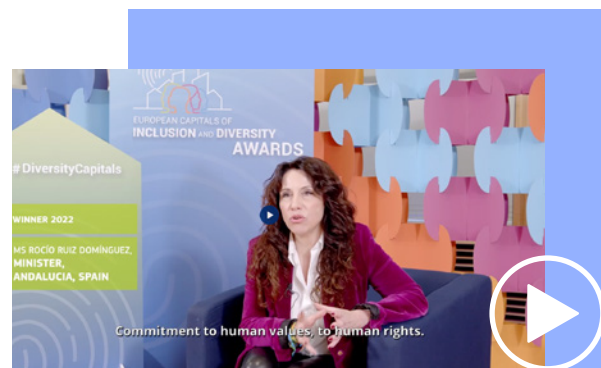 EUROPEAN CAPITALS OF
INCLUSION AND DIVERSITY
AWARDS
#DiversityCapitals
WINNER 2022
MS ROCÍO RUIZ DOMÍNGUEZ,
MINISTER,
ANDALUCIA, SPAIN
Commitment to human values, to human rights.